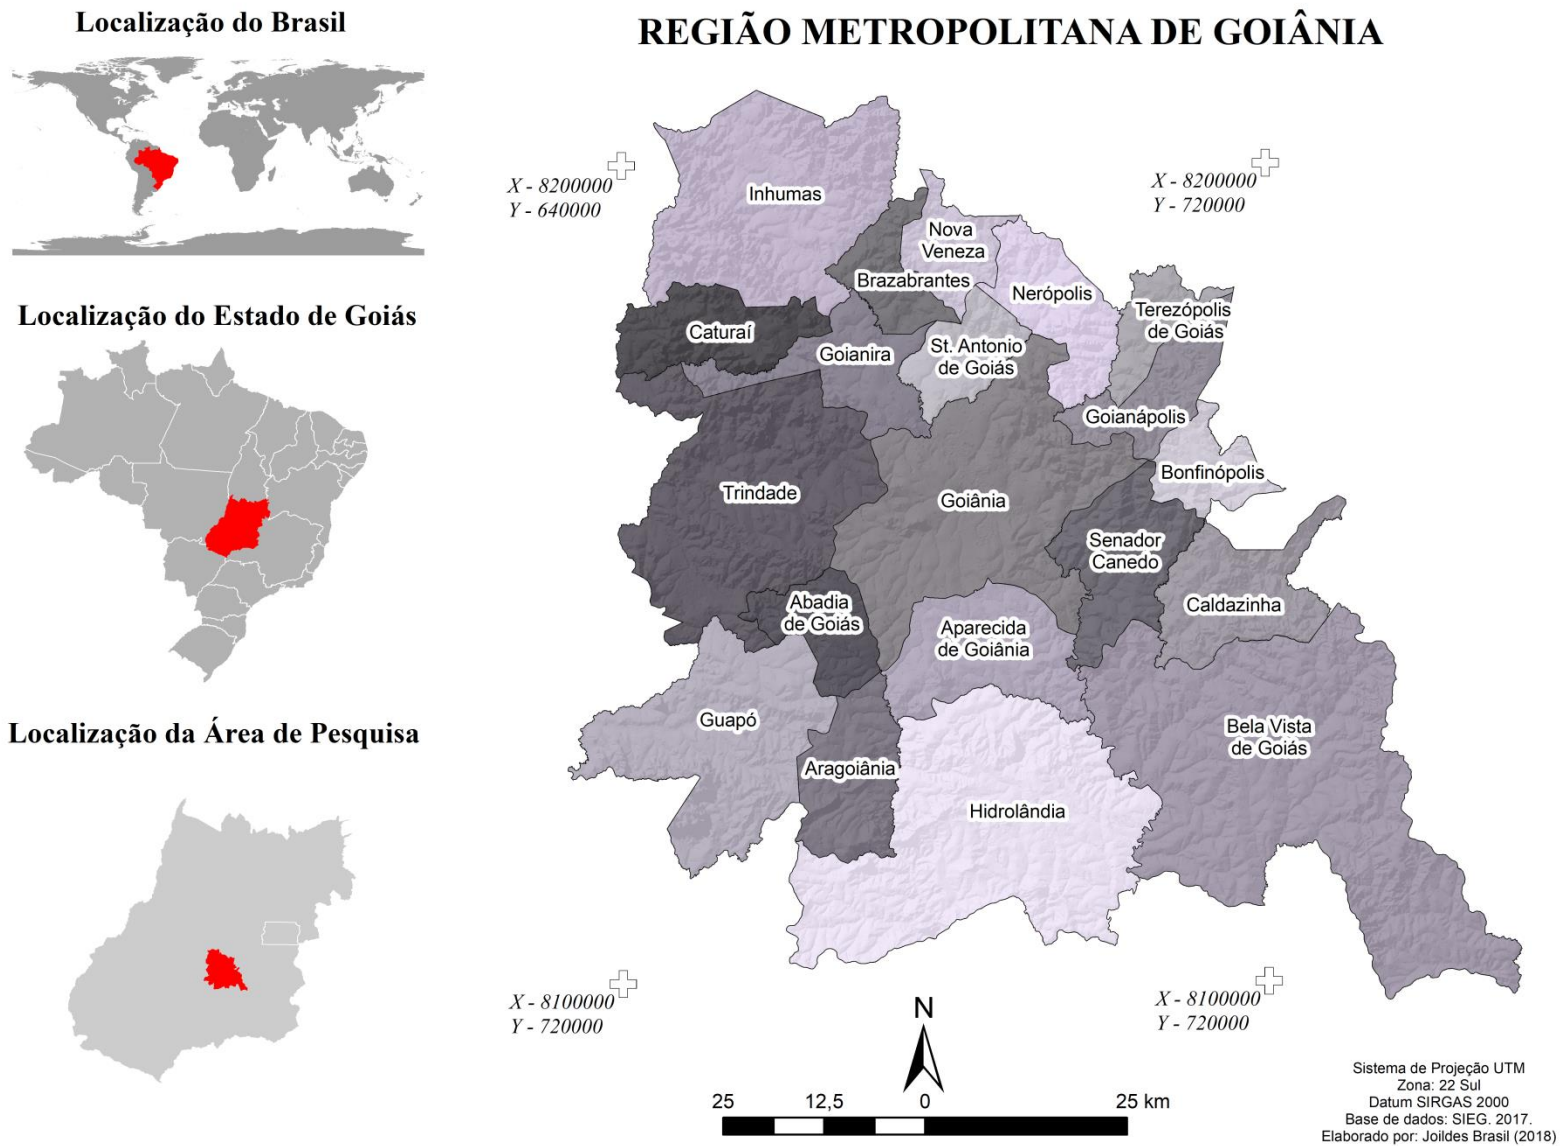 Localização do Brasil
REGIÃO METROPOLITANA DE GOIÂNIA
X - 8200000
Y - 640000
X - 8200000
Y - 720000
Inhumas
Nova
Veneza
Brazabrantes
Nerópolis
Terezópolis
de Goiás
Localização do Estado de Goiás
Caturaí
Goianira
St. Antonio
de Goiás
Goianápolis
Bonfinópolis
Trindade
Goiânia
Senador
Canedo
Abadia
de Goiás
Caldazinha
Aparecida
de Goiânia
Localização da Área de Pesquisa
Guapó
Bela Vista
de Goiás
Aragoiânia
Hidrolândia
X - 8100000
Y - 720000
X - 8100000
Y - 720000
N
25 12,5 0 25 km
Sistema de Projeção UTM
Zona: 22 Sul
Datum SIRGAS 2000
Base de dados: SIEG. 2017.
Elaborado por: Joildes Brasil (2018)